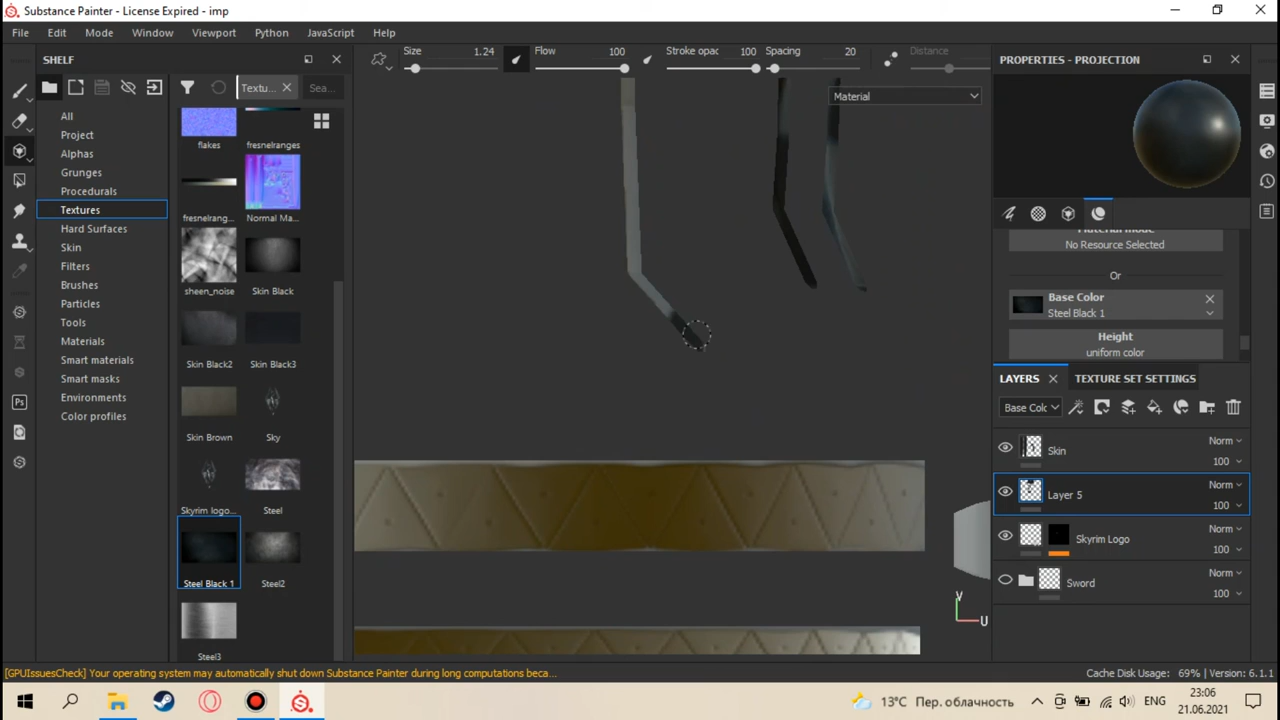 Substance Painter - License Expired - imp
File Edit Mode Window Viewport Python JavaScript Help
SHELF
Size 1.24 Flow 100 Stroke opac 100 Spacing 20 Distance
PROPERTIES - PROJECTION
Textu... Sea...
Material
All
Project
Alphas
Grunges
Procedurals
Textures
Hard Surfaces
Skin
Filters
Brushes
Particles
Tools
Materials
Smart materials
Smart masks
Environments
Color profiles
flakes fresnelranges
fresnelrang... Normal Ma...
sheen_noise Skin Black
Skin Black2 Skin Black3
Skin Brown Sky
Skyrim logo... Steel
Steel Black 1 Steel2
Steel3
Material mode
No Resource Selected
Or
Base Color
Steel Black 1
Height
uniform color
LAYERS TEXTURE SET SETTINGS
Base Col
Skin Norm 100
Layer 5 Norm 100
Skyrim Logo Norm 100
Sword Norm 100
V
U
Ps
[GPUIssuesCheck] Your operating system may automatically shut down Substance Painter during long computations beca...
Cache Disk Usage: 69% | Version: 6.1.1
13°C Пер. облачность
ENG
23:06
21.06.2021